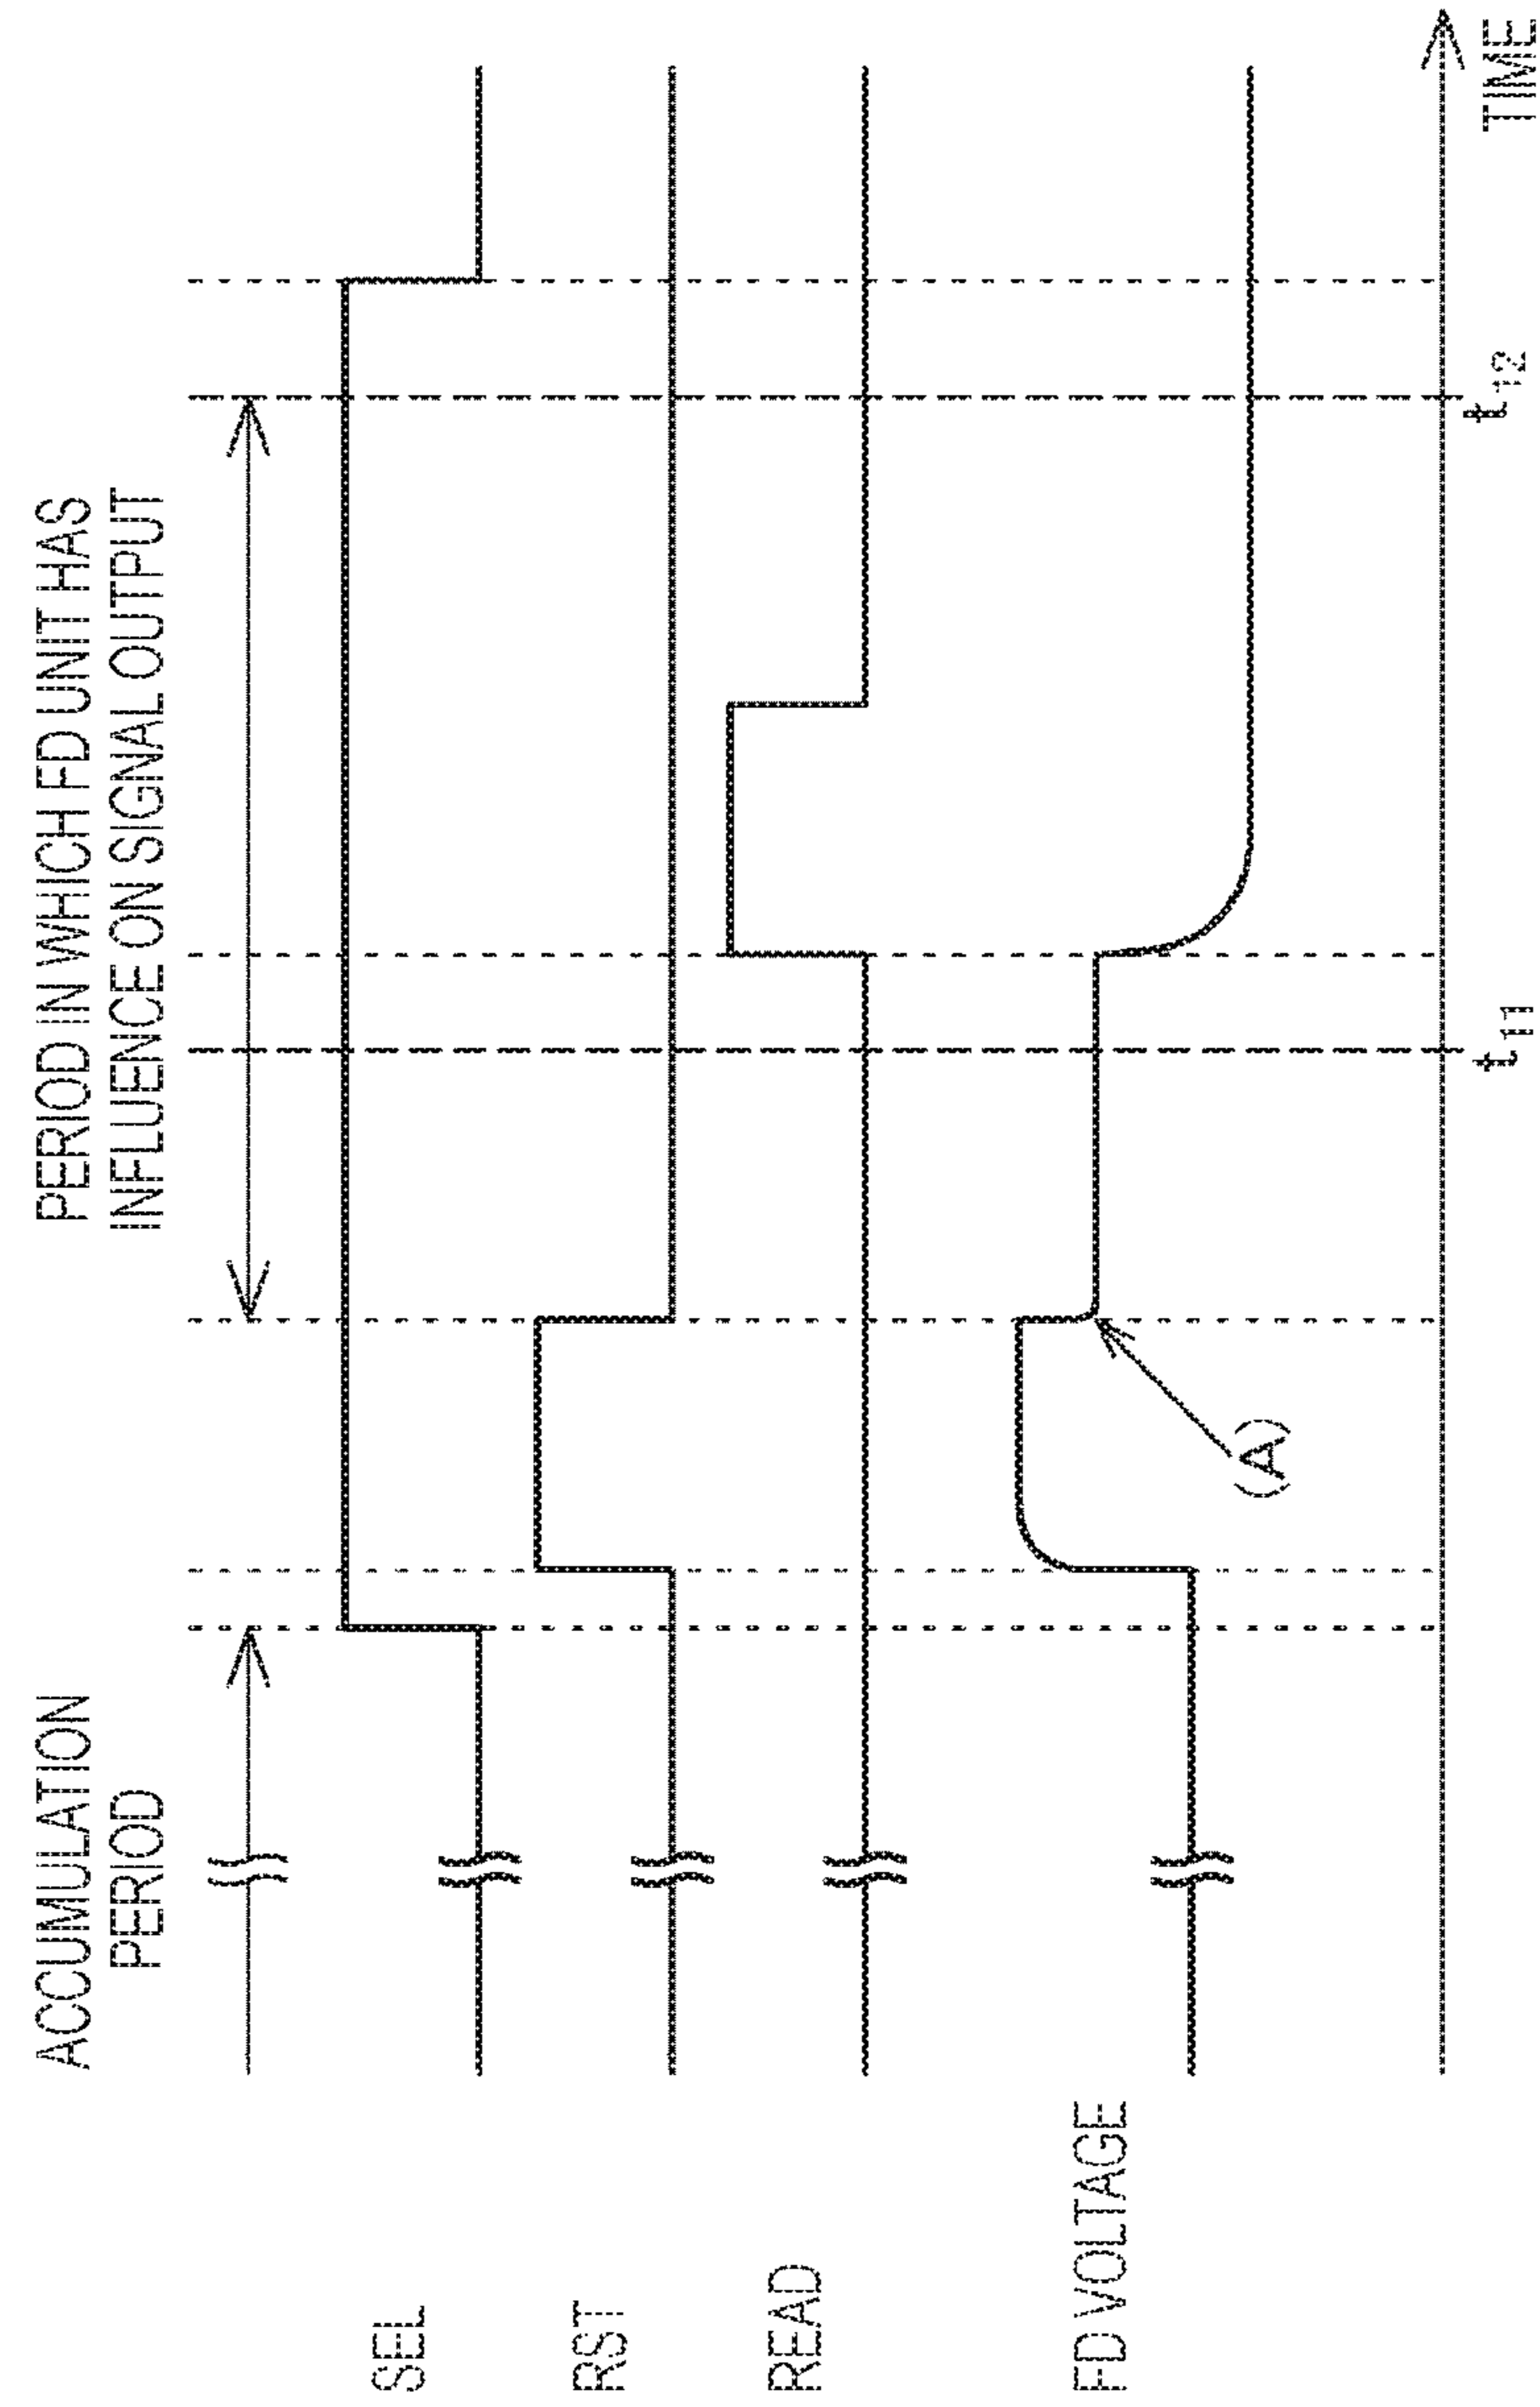 ACCUMULATION
PERIOD
PERIOD IN WHICH FD UNIT HAS
INFLUENCE ON SIGNAL OUTPUT
SEL
RST
READ
FD VOLTAGE
(A)
t11
t12
TIME